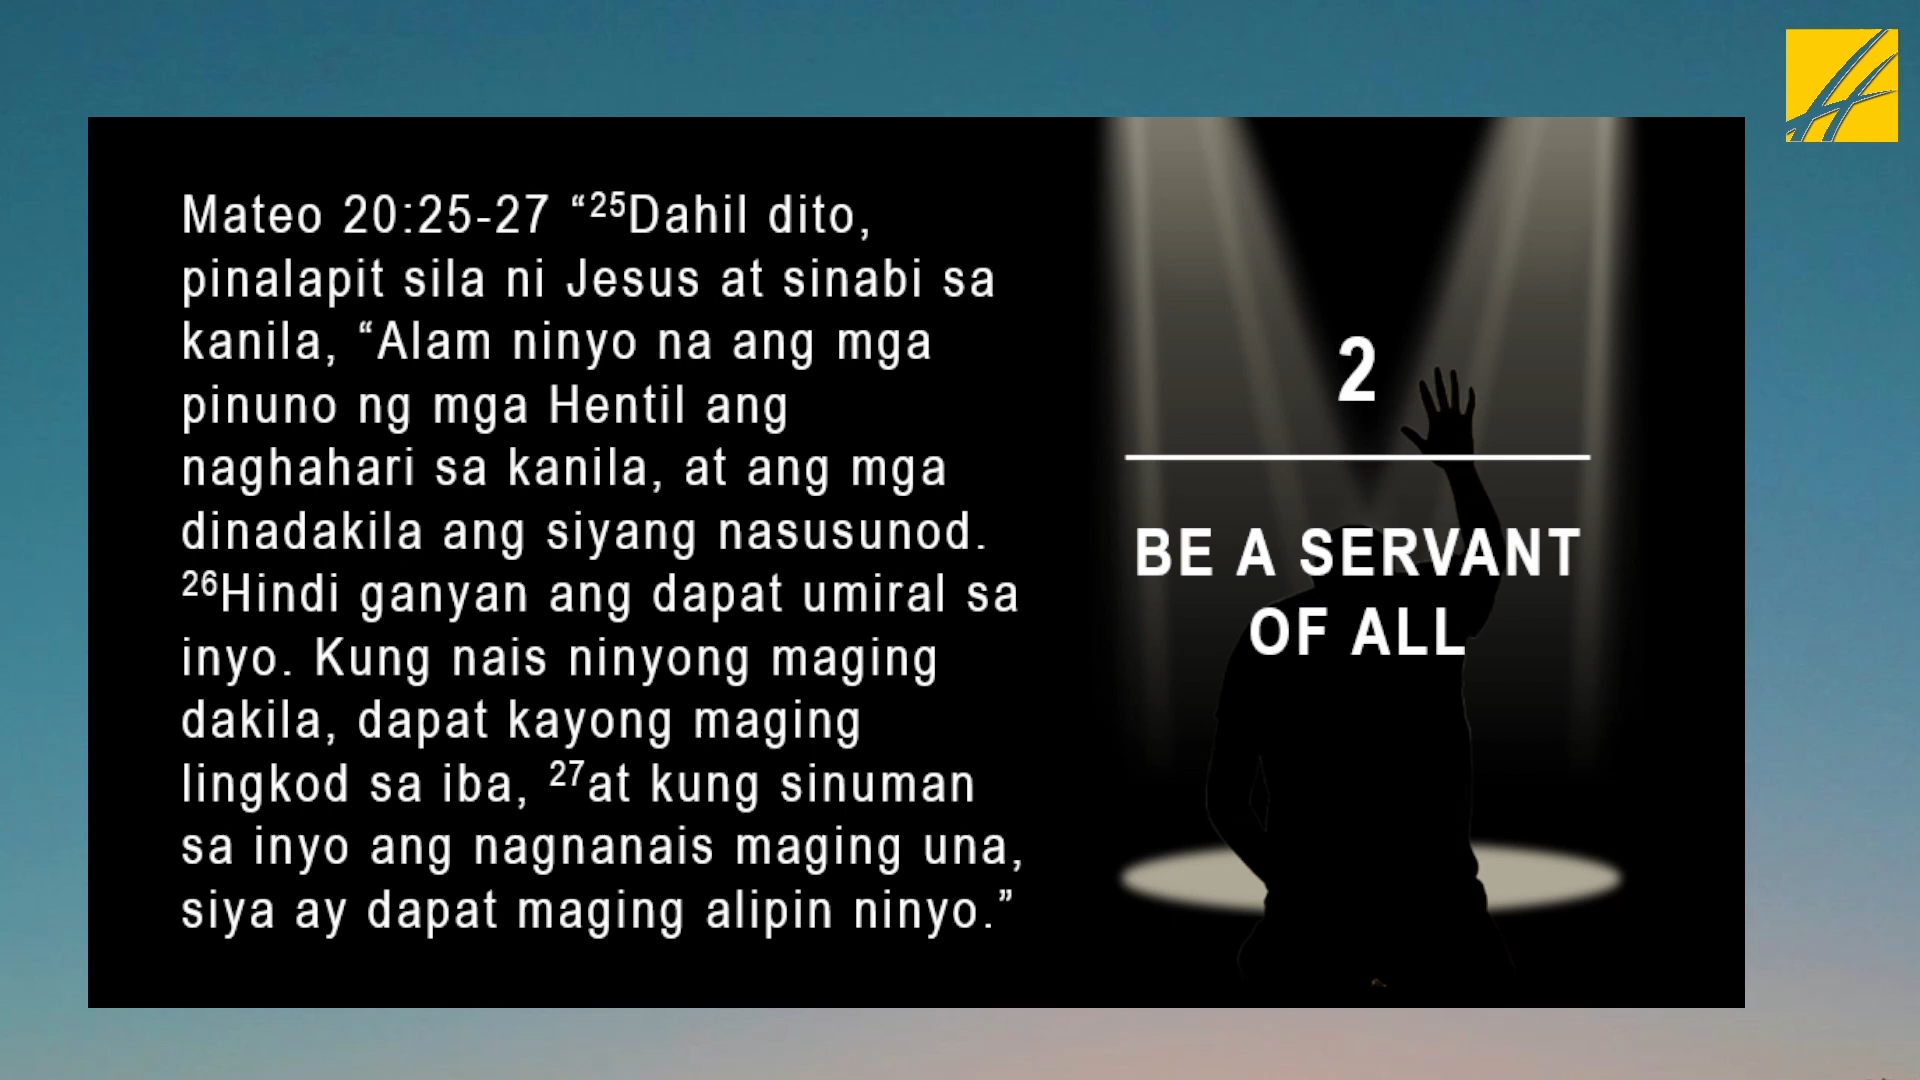 Mateo 20:25-27 “²⁵Dahil dito,
pinalapit sila ni Jesus at sinabi sa
kanila, “Alam ninyo na ang mga
pinuno ng mga Hentil ang
naghahari sa kanila, at ang mga
dinadakila ang siyang nasusunod.
²⁶Hindi ganyan ang dapat umiral sa
inyo. Kung nais ninyong maging
dakila, dapat kayong maging
lingkod sa iba, ²⁷at kung sinuman
sa inyo ang nagnanais maging una,
siya ay dapat maging alipin ninyo.”
2
BE A SERVANT
OF ALL